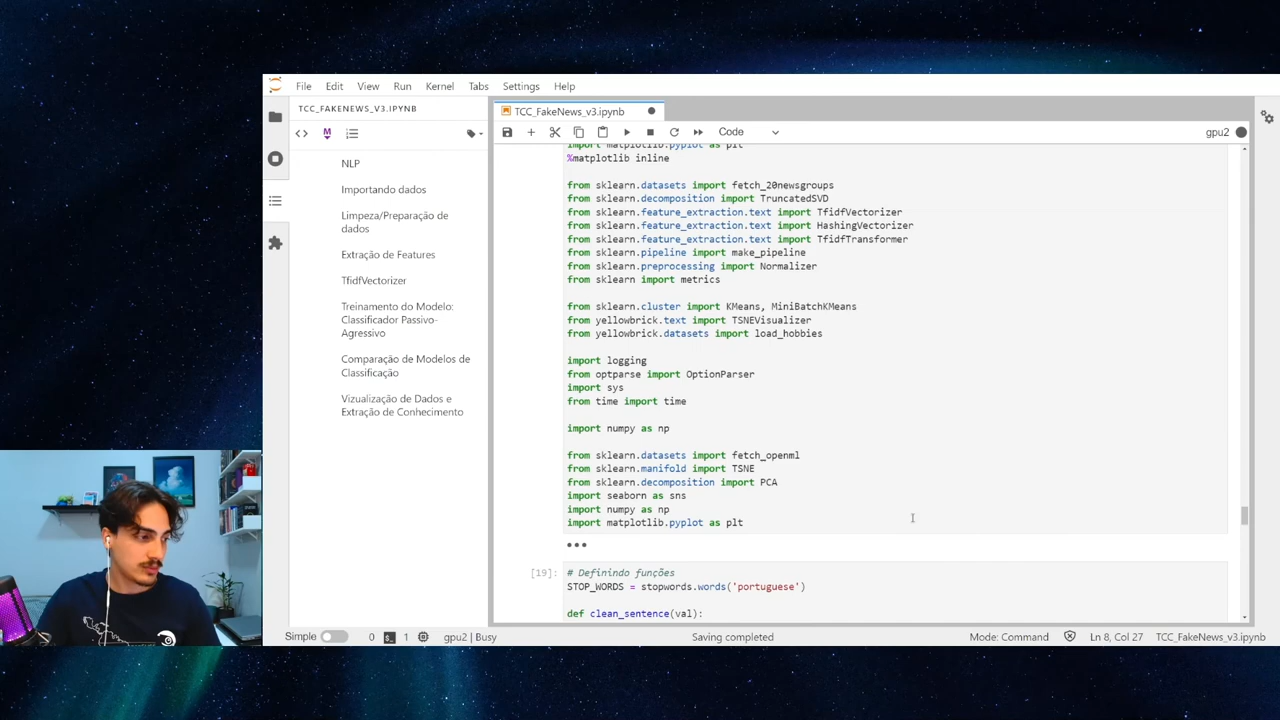 File Edit View Run Kernel Tabs Settings Help
TCC_FAKENEWS_V3.IPYNB
TCC_FakeNews_v3.ipynb
Code
gpu2
NLP
Importando dados
Limpeza/Preparação de
dados
Extração de Features
TfidfVectorizer
Treinamento do Modelo:
Classificador Passivo-
Agressivo
Comparação de Modelos de
Classificação
Vizualização de Dados e
Extração de Conhecimento
import matplotlib.pyplot as plt
%matplotlib inline
from sklearn.datasets import fetch_20newsgroups
from sklearn.decomposition import TruncatedSVD
from sklearn.feature_extraction.text import TfidfVectorizer
from sklearn.feature_extraction.text import HashingVectorizer
from sklearn.feature_extraction.text import TfidfTransformer
from sklearn.pipeline import make_pipeline
from sklearn.preprocessing import Normalizer
from sklearn import metrics
from sklearn.cluster import KMeans, MiniBatchKMeans
from yellowbrick.text import TSNEVisualizer
from yellowbrick.datasets import load_hobbies
import logging
from optparse import OptionParser
import sys
from time import time
import numpy as np
from sklearn.datasets import fetch_openml
from sklearn.manifold import TSNE
from sklearn.decomposition import PCA
import seaborn as sns
import numpy as np
import matplotlib.pyplot as plt
[19]: # Definindo funções
STOP_WORDS = stopwords.words('portuguese')
def clean_sentence(val):
Simple 0 1 gpu2 | Busy Saving completed Mode: Command Ln 8, Col 27 TCC_FakeNews_v3.ipynb